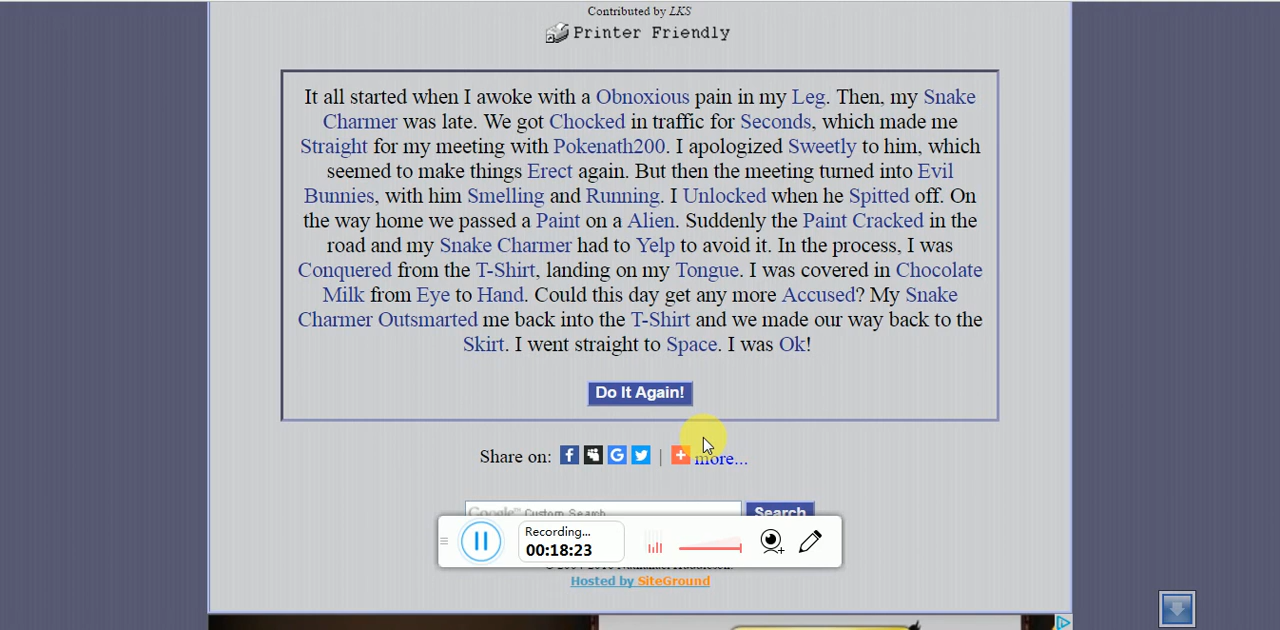 Contributed by LKS
Printer Friendly
It all started when I awoke with a Obnoxious pain in my Leg. Then, my Snake
Charmer was late. We got Chocked in traffic for Seconds, which made me
Straight for my meeting with Pokenath200. I apologized Sweetly to him, which
seemed to make things Erect again. But then the meeting turned into Evil
Bunnies, with him Smelling and Running. I Unlocked when he Spitted off. On
the way home we passed a Paint on a Alien. Suddenly the Paint Cracked in the
road and my Snake Charmer had to Yelp to avoid it. In the process, I was
Conquered from the T-Shirt, landing on my Tongue. I was covered in Chocolate
Milk from Eye to Hand. Could this day get any more Accused? My Snake
Charmer Outsmarted me back into the T-Shirt and we made our way back to the
Skirt. I went straight to Space. I was Ok!
Do It Again!
Share on: | more...
Google™ Custom Search Search
Recording...
00:18:23
Hosted by SiteGround